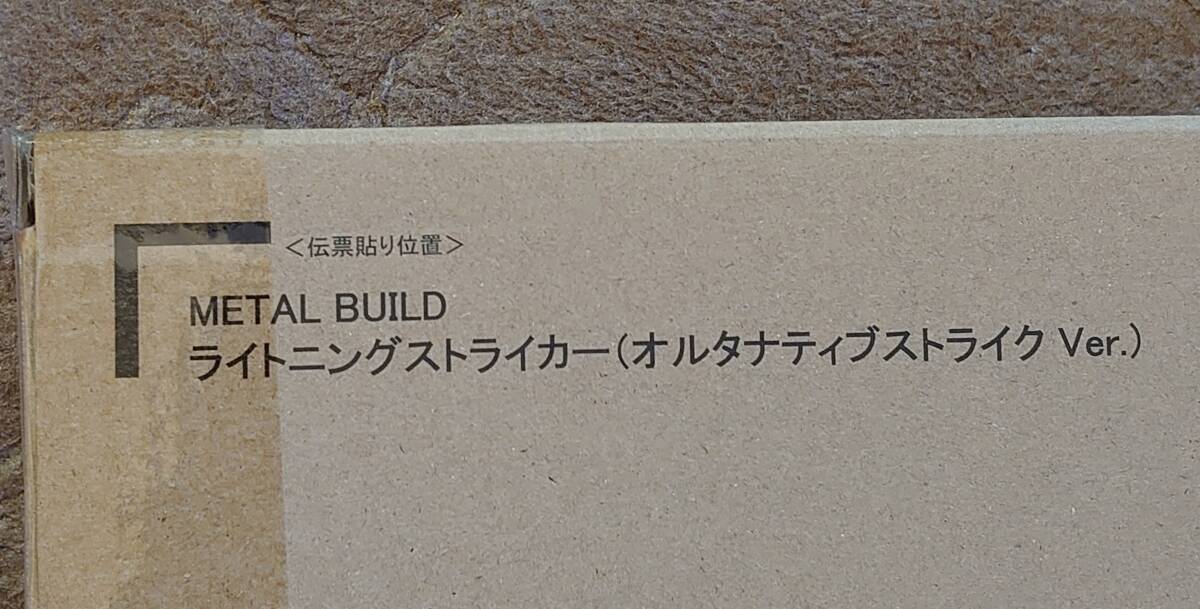 ＜伝票貼り位置＞
METAL BUILD
ライトニングストライカー(オルタナティブストライク Ver.)